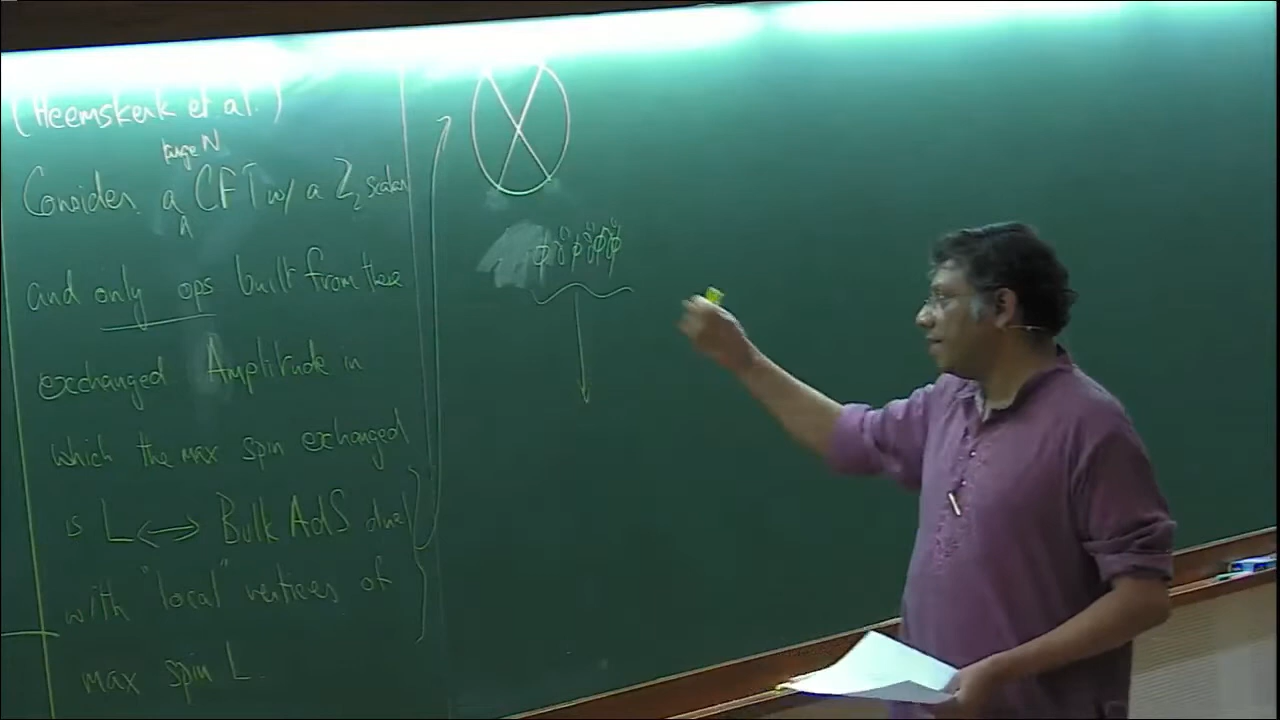 (Heemskerk et al.)
large N
Consider a ^ CFT w/ a Z₂ scalar
and only ops built from these
exchanged Amplitude in
which the max spin exchanged
is L ⟷ Bulk AdS dual
with "local" vertices of
max spin L.